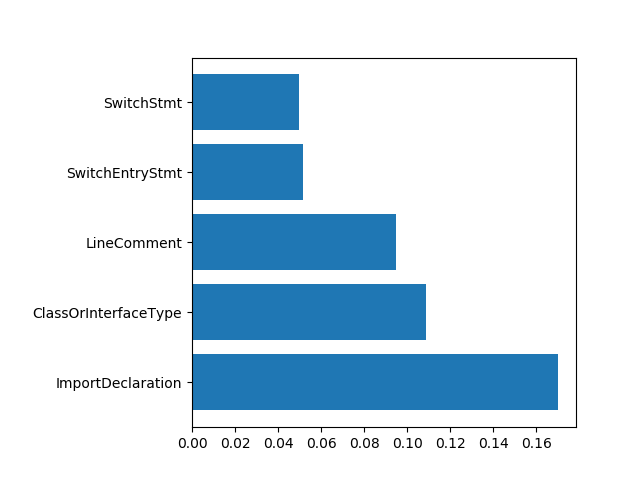 SwitchStmt
SwitchEntryStmt
LineComment
ClassOrInterfaceType
ImportDeclaration
0.00 0.02 0.04 0.06 0.08 0.10 0.12 0.14 0.16